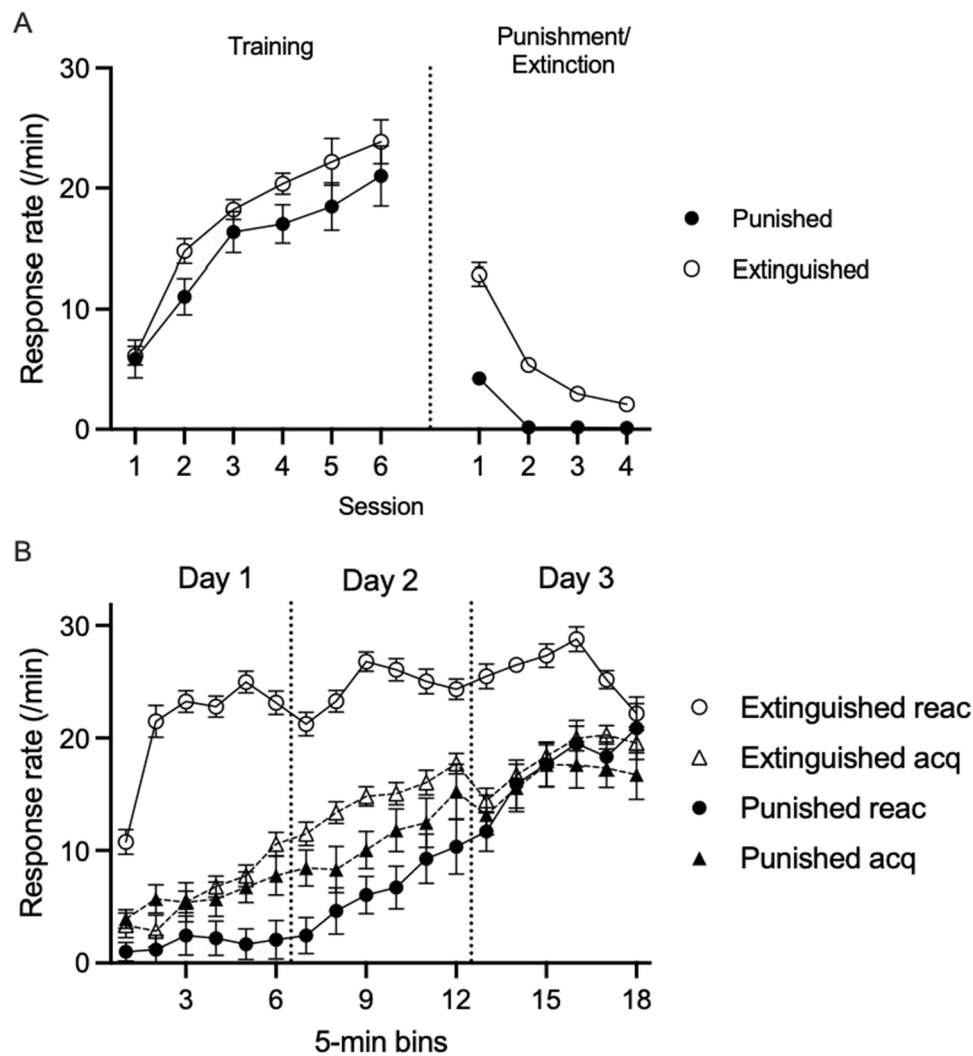 A
Training
Punishment/
Extinction
Response rate (/min)
30
20
10
0
1 2 3 4 5 6 1 2 3 4
Session
Punished
Extinguished
B
Day 1 Day 2 Day 3
Response rate (/min)
30
20
10
0
3 6 9 12 15 18
5-min bins
Extinguished reac
Extinguished acq
Punished reac
Punished acq